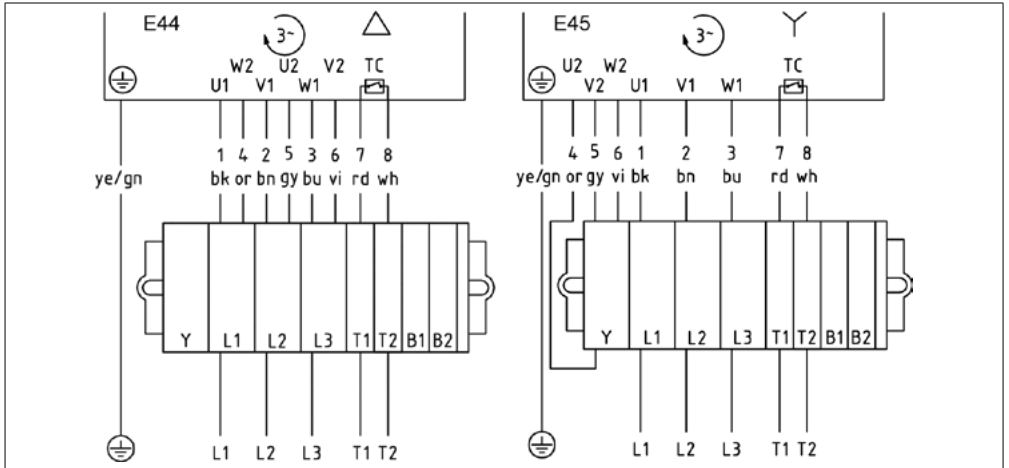 E44 3~ TC
W2 U2 V2
U1 V1 W1
1 4 2 5 3 6 7 8
ye/gn bk or bn gy bu vi rd wh
Y L1 L2 L3 T1 T2 B1 B2
L1 L2 L3 T1 T2
E45 3~ TC
U2 W2
V2 U1 V1 W1
4 5 6 1 2 3 7 8
ye/gn or gy vi bk bn bu rd wh
Y L1 L2 L3 T1 T2 B1 B2
L1 L2 L3 T1 T2